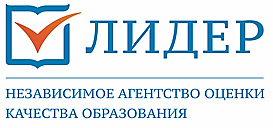 ЛИДЕР
НЕЗАВИСИМОЕ АГЕНТСТВО ОЦЕНКИ
КАЧЕСТВА ОБРАЗОВАНИЯ